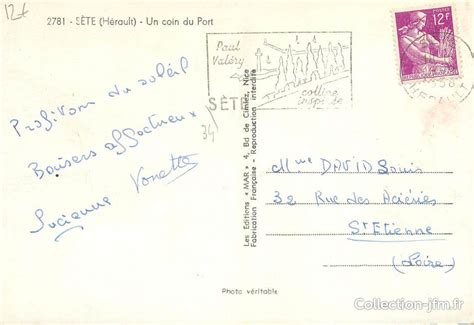 12f
2781 - SÈTE (Hérault) - Un coin du Port
Paul
Valéry
SÈTE
colline
inspirée
12F
Profitons du soleil
Baisers affectueux
Lucienne Vonette
34
Les Editions "MAR" 4, Bd de Cimiez, Nice
Fabrication Française - Reproduction interdite
Mme DAVID Louis
32 Rue des Aciéries
St Etienne
(Loire)
Photo véritable
Collection-jfm.fr